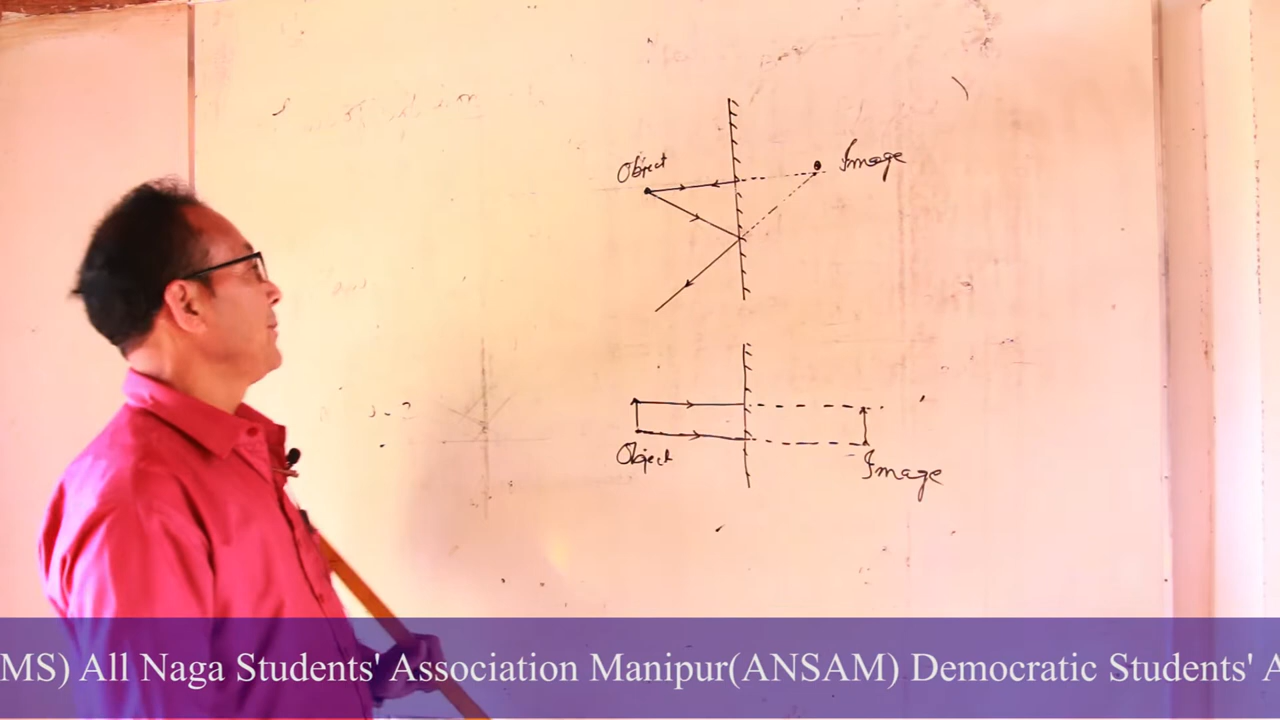 Object
Image
Object
Image
MS) All Naga Students' Association Manipur(ANSAM) Democratic Students' A